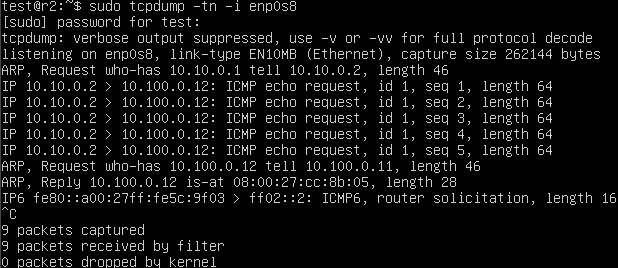 test@r2:~$ sudo tcpdump -tn -i enp0s8
[sudo] password for test:
tcpdump: verbose output suppressed, use -v or -vv for full protocol decode
listening on enp0s8, link-type EN10MB (Ethernet), capture size 262144 bytes
ARP, Request who-has 10.10.0.1 tell 10.10.0.2, length 46
IP 10.10.0.2 > 10.100.0.12: ICMP echo request, id 1, seq 1, length 64
IP 10.10.0.2 > 10.100.0.12: ICMP echo request, id 1, seq 2, length 64
IP 10.10.0.2 > 10.100.0.12: ICMP echo request, id 1, seq 3, length 64
IP 10.10.0.2 > 10.100.0.12: ICMP echo request, id 1, seq 4, length 64
IP 10.10.0.2 > 10.100.0.12: ICMP echo request, id 1, seq 5, length 64
ARP, Request who-has 10.100.0.12 tell 10.100.0.11, length 46
ARP, Reply 10.100.0.12 is-at 08:00:27:cc:8b:05, length 28
IP6 fe80::a00:27ff:fe5c:9f03 > ff02::2: ICMP6, router solicitation, length 16
^C
9 packets captured
9 packets received by filter
0 packets dropped by kernel